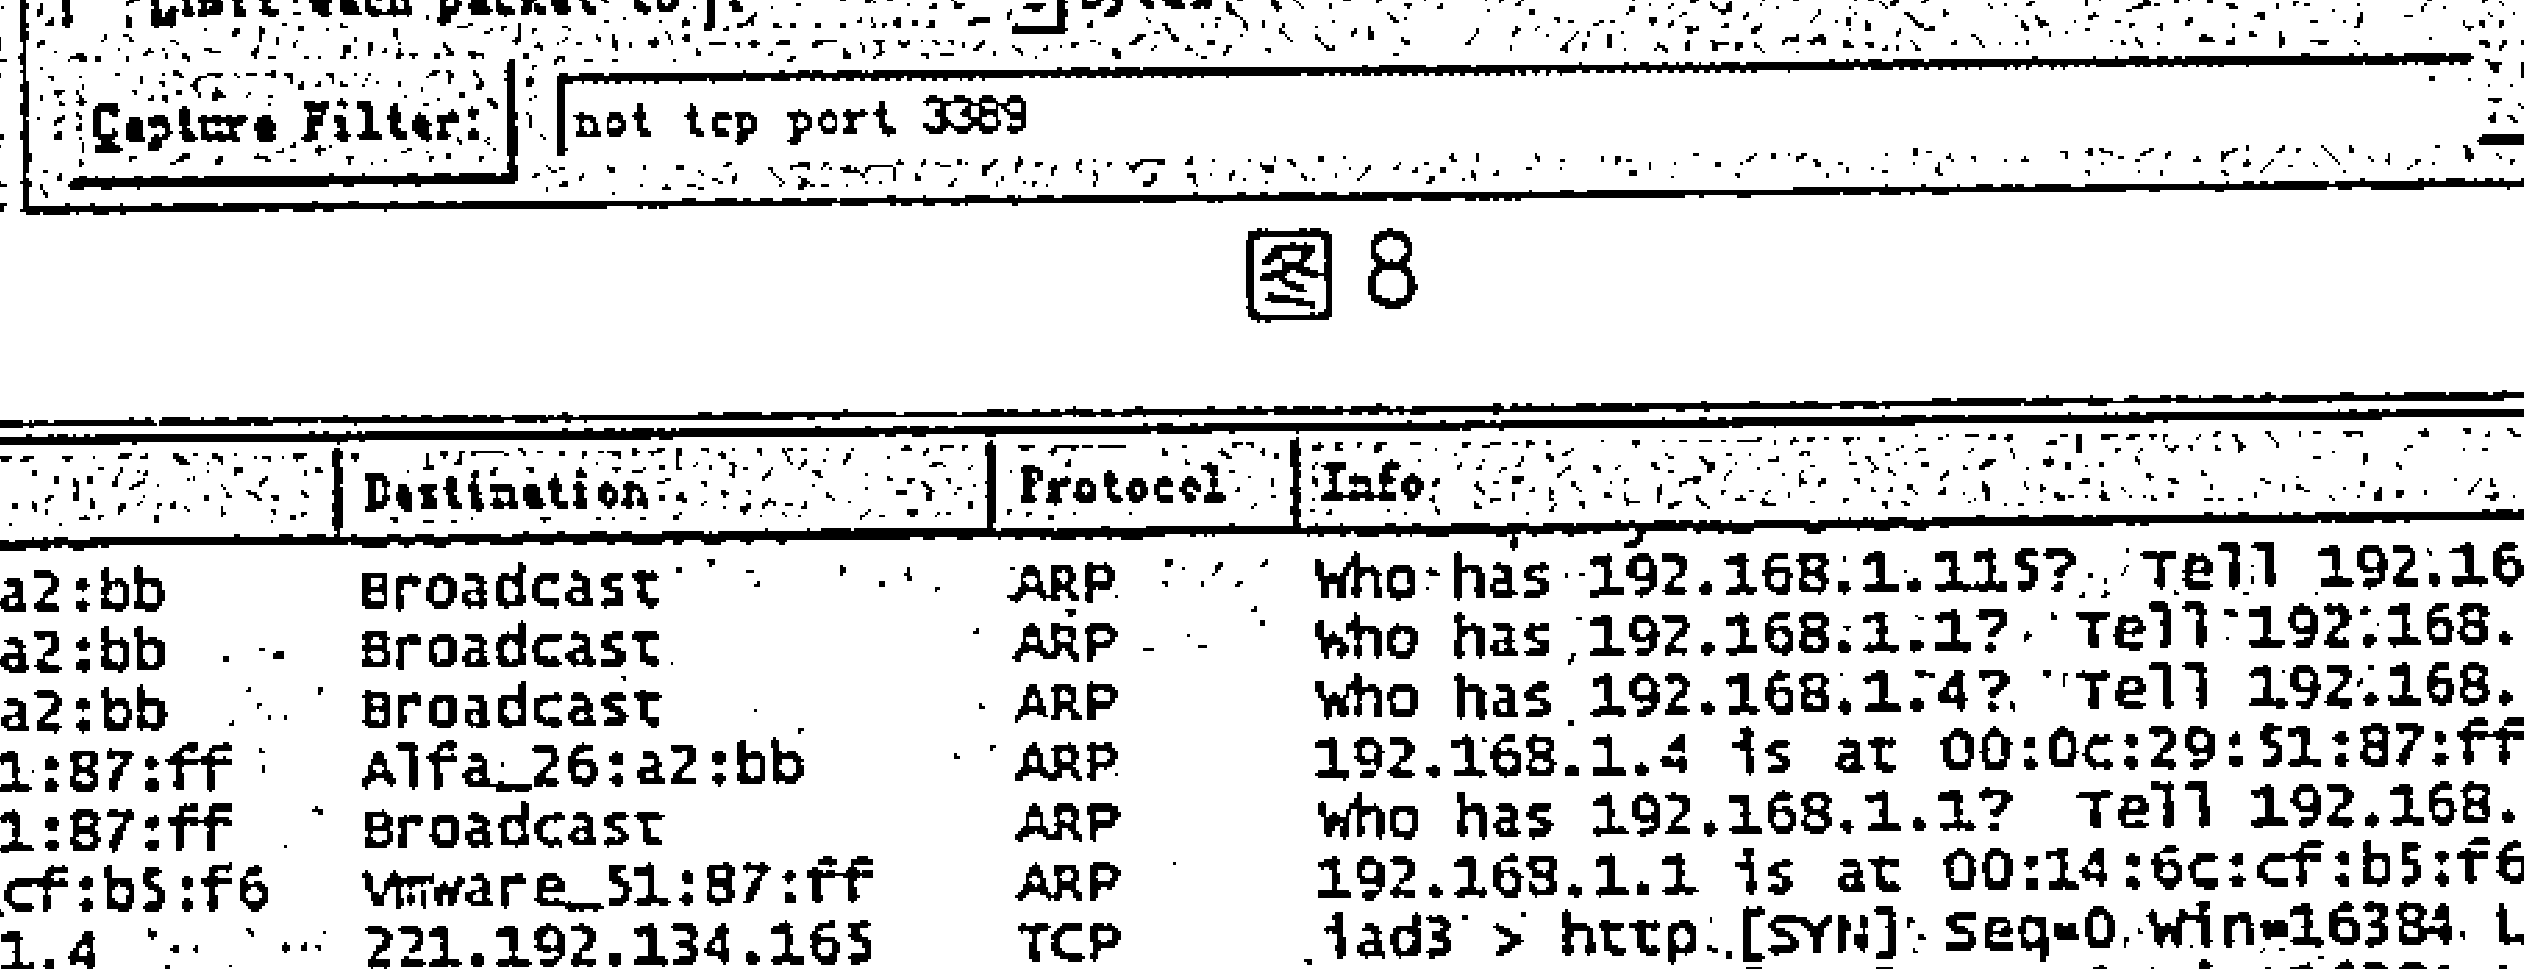 Limit each packet to bytes
Capture Filter: not tcp port 3389
图 8
Destination Protocol Info
a2:bb Broadcast ARP Who has 192.168.1.115? Tell 192.16
a2:bb Broadcast ARP Who has 192.168.1.1? Tell 192.168.
a2:bb Broadcast ARP Who has 192.168.1.4? Tell 192.168.
1:87:ff Alfa_26:a2:bb ARP 192.168.1.4 is at 00:0c:29:51:87:ff
1:87:ff Broadcast ARP Who has 192.168.1.1? Tell 192.168.
cf:b5:f6 Vmware_51:87:ff ARP 192.168.1.1 is at 00:14:6c:cf:b5:f6
1.4 221.192.134.165 TCP iad3 > http [SYN] Seq=0 Win=16384 L